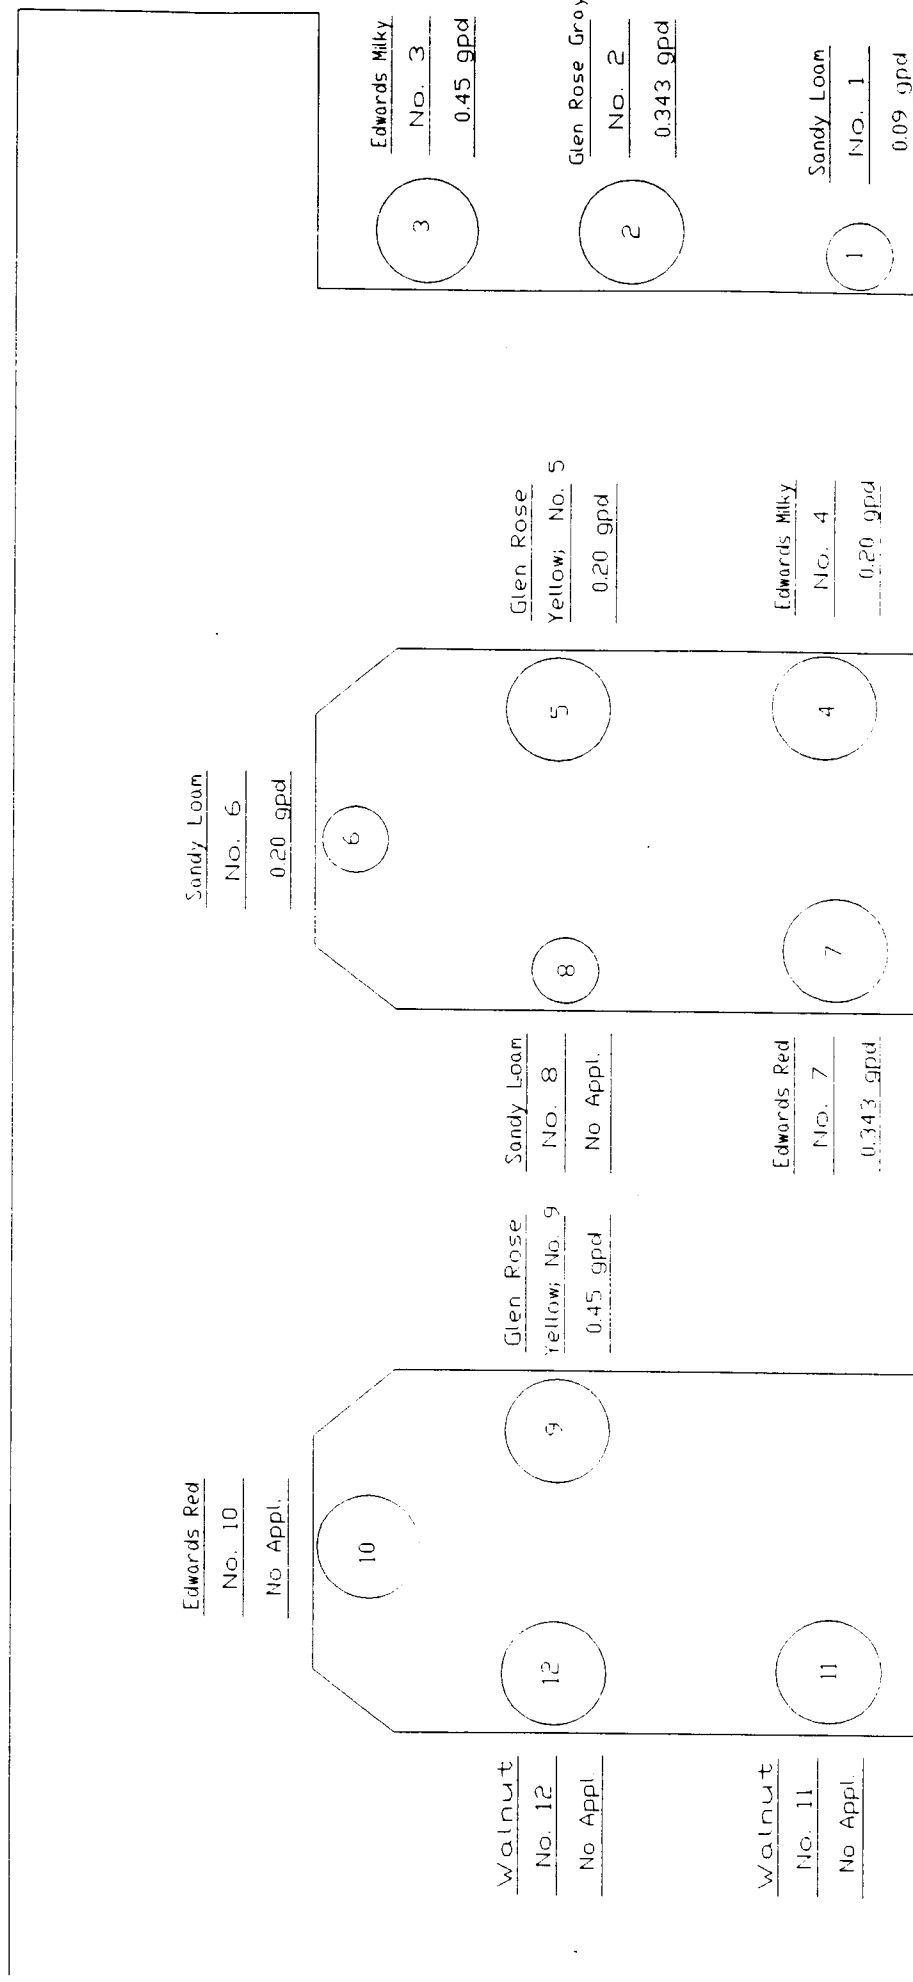 Edwards Milky
No. 3
0.45 gpd
Glen Rose Gray
No. 2
0.343 gpd
Sandy Loam
No. 1
0.09 gpd
3
2
1
Glen Rose
Yellow; No. 5
0.20 gpd
Edwards Milky
No. 4
0.20 gpd
Sandy Loam
No. 6
0.20 gpd
6
5
4
8
7
Sandy Loam
No. 8
No Appl.
Edwards Red
No. 7
0.343 gpd
Glen Rose
Yellow; No. 9
0.45 gpd
Edwards Red
No. 10
No Appl.
10
9
12
11
Walnut
No. 12
No Appl.
Walnut
No. 11
No Appl.